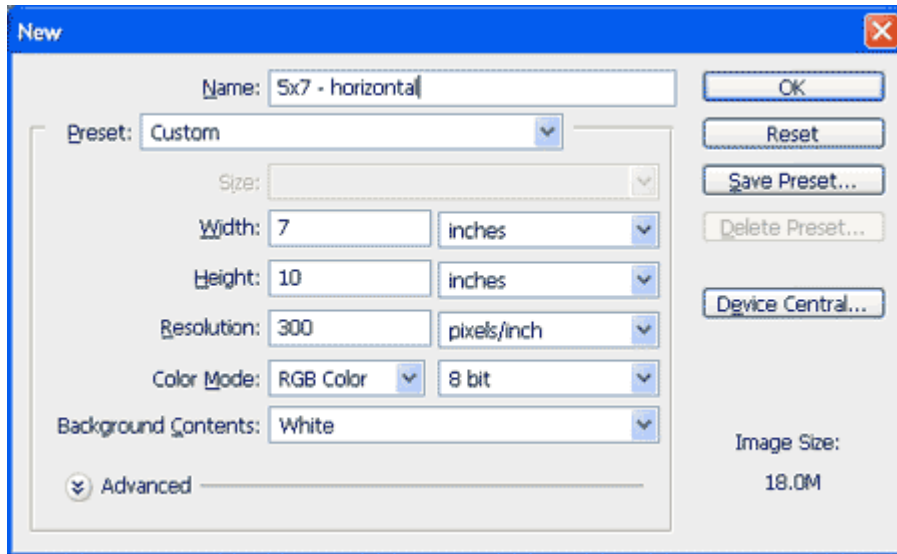 New
Name: 5x7 - horizontal
OK
Preset: Custom
Reset
Size:
Save Preset...
Width: 7 inches
Delete Preset...
Height: 10 inches
Device Central...
Resolution: 300 pixels/inch
Color Mode: RGB Color 8 bit
Background Contents: White
Image Size:
18.0M
Advanced